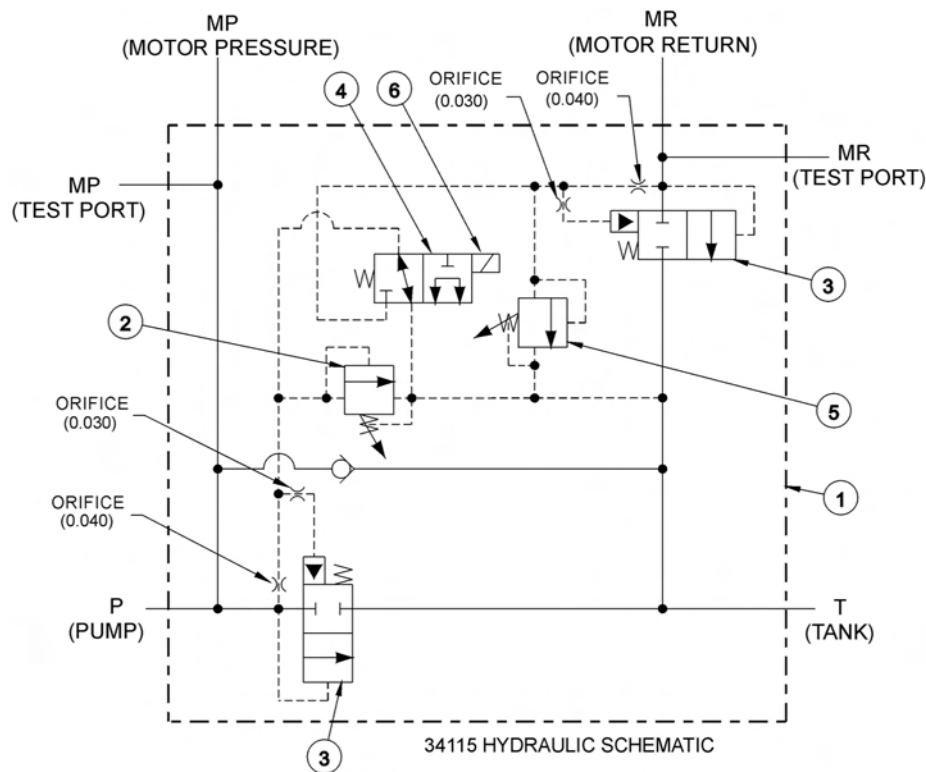 MP
(MOTOR PRESSURE)
MR
(MOTOR RETURN)
4
6
ORIFICE
(0.030)
ORIFICE
(0.040)
MP
(TEST PORT)
MR
(TEST PORT)
3
2
5
ORIFICE
(0.030)
1
ORIFICE
(0.040)
P
(PUMP)
T
(TANK)
3
34115 HYDRAULIC SCHEMATIC